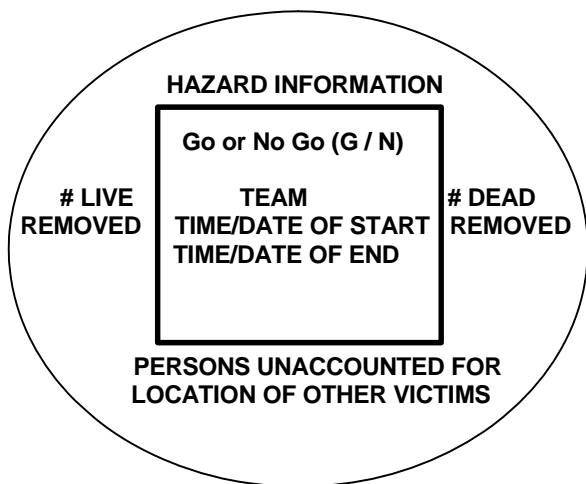 HAZARD INFORMATION
Go or No Go (G / N)
# LIVE
REMOVED
TEAM
TIME/DATE OF START
TIME/DATE OF END
# DEAD
REMOVED
PERSONS UNACCOUNTED FOR
LOCATION OF OTHER VICTIMS